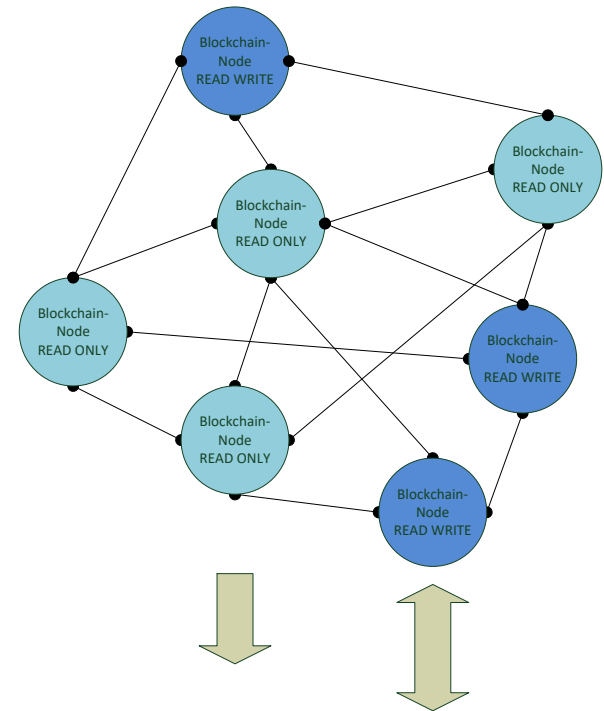 Blockchain-
Node
READ WRITE
Blockchain-
Node
READ ONLY
Blockchain-
Node
READ ONLY
Blockchain-
Node
READ ONLY
Blockchain-
Node
READ WRITE
Blockchain-
Node
READ ONLY
Blockchain-
Node
READ WRITE